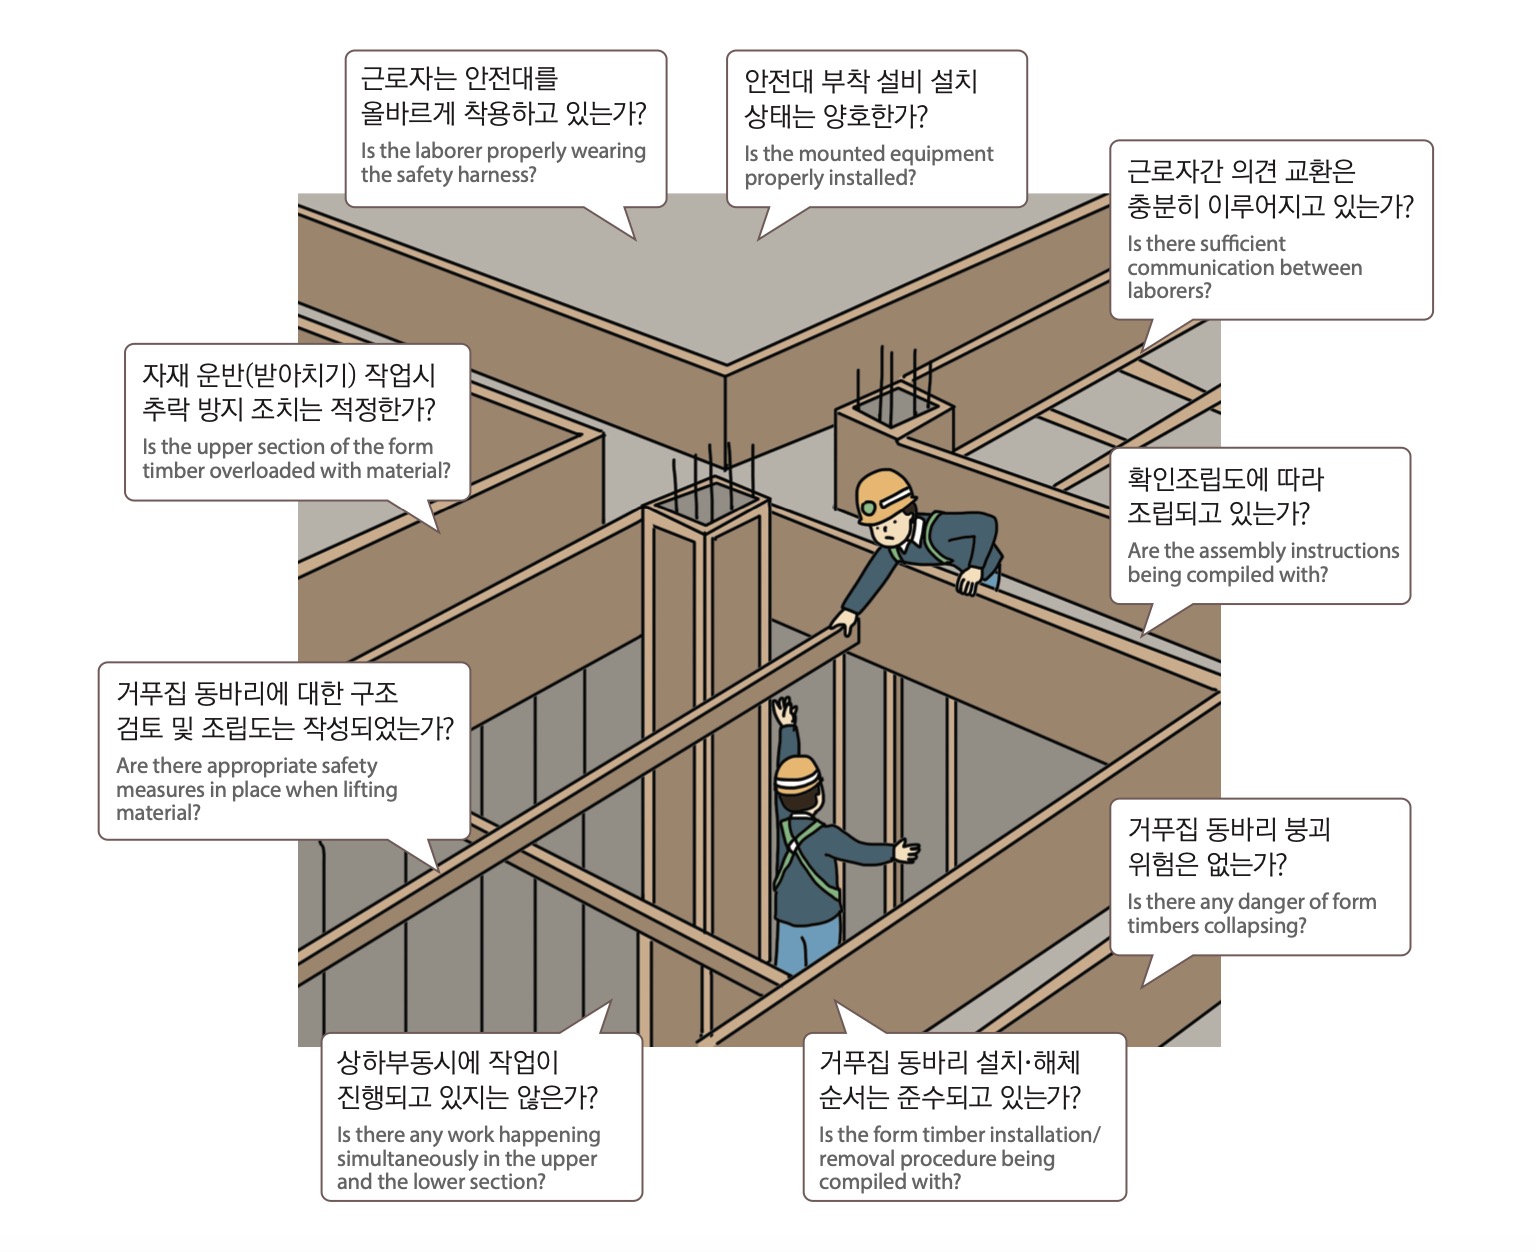 근로자는 안전대를
올바르게 착용하고 있는가?
Is the laborer properly wearing
the safety harness?
안전대 부착 설비 설치
상태는 양호한가?
Is the mounted equipment
properly installed?
근로자간 의견 교환은
충분히 이루어지고 있는가?
Is there sufficient
communication between
laborers?
자재 운반(받아치기) 작업시
추락 방지 조치는 적정한가?
Is the upper section of the form
timber overloaded with material?
확인조립도에 따라
조립되고 있는가?
Are the assembly instructions
being compiled with?
거푸집 동바리에 대한 구조
검토 및 조립도는 작성되었는가?
Are there appropriate safety
measures in place when lifting
material?
거푸집 동바리 붕괴
위험은 없는가?
Is there any danger of form
timbers collapsing?
상하부동시에 작업이
진행되고 있지는 않은가?
Is there any work happening
simultaneously in the upper
and the lower section?
거푸집 동바리 설치·해체
순서는 준수되고 있는가?
Is the form timber installation/
removal procedure being
compiled with?